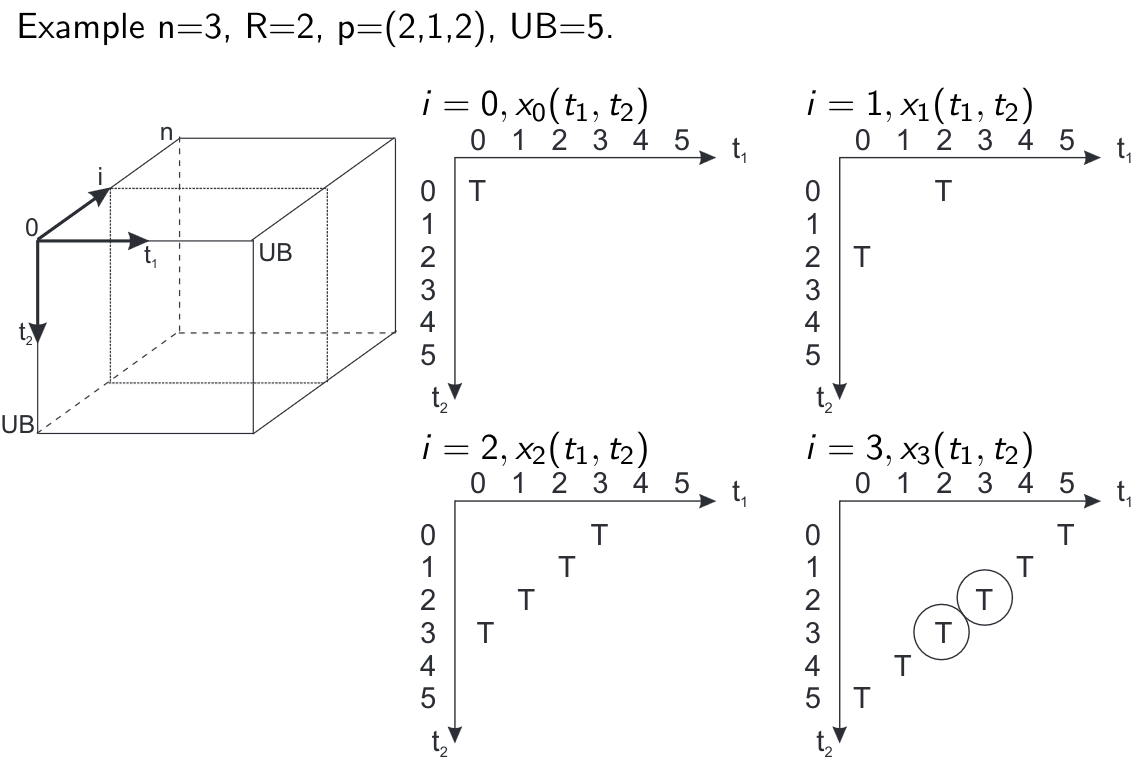 Example n=3, R=2, p=(2,1,2), UB=5.
n
i
0
t₁
UB
t₂
UB
i = 0, x₀(t₁, t₂)
0 1 2 3 4 5 t₁
0 T
1
2
3
4
5
t₂
i = 1, x₁(t₁, t₂)
0 1 2 3 4 5 t₁
0 T
1
2 T
3
4
5
t₂
i = 2, x₂(t₁, t₂)
0 1 2 3 4 5 t₁
0 T
1 T
2 T
3 T
4
5
t₂
i = 3, x₃(t₁, t₂)
0 1 2 3 4 5 t₁
0 T
1 T
2 T
3 T
4 T
5 T
t₂